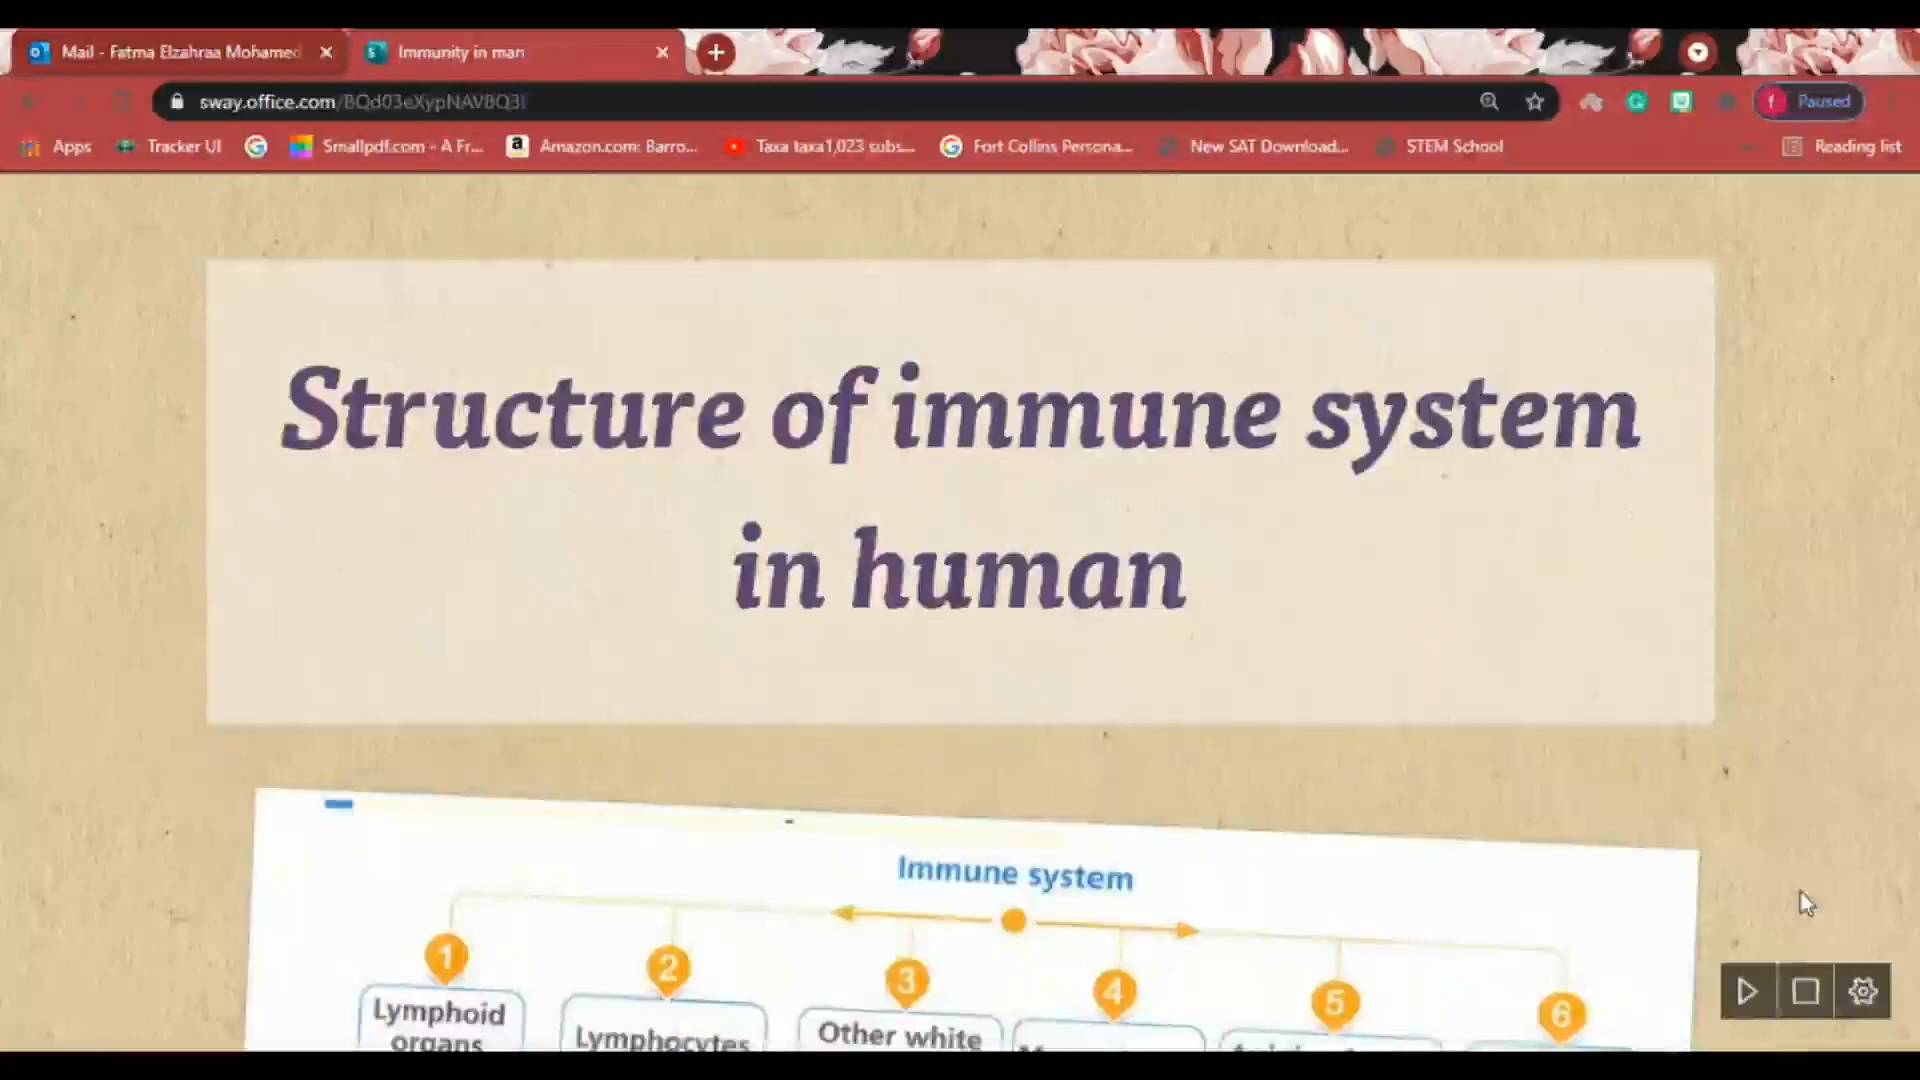 Mail - Fatma Elzahraa Mohamed
Immunity in man
sway.office.com/BQd03eXypNAVBQ3l
Paused
Apps
Tracker UI
Smallpdf.com - A Fr...
Amazon.com: Barro...
Taxa taxa1,023 subs...
Fort Collins Persona...
New SAT Download...
STEM School
Reading list
Structure of immune system
in human
Immune system
1
2
3
4
5
6
Lymphoid
organs
Lymphocytes
Other white